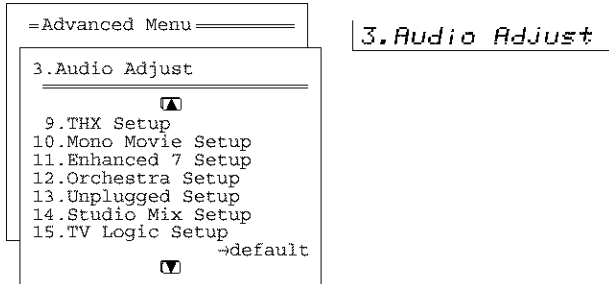 =Advanced Menu
3.Audio Adjust
9.THX Setup
10.Mono Movie Setup
11.Enhanced 7 Setup
12.Orchestra Setup
13.Unplugged Setup
14.Studio Mix Setup
15.TV Logic Setup
→default
3.Audio Adjust